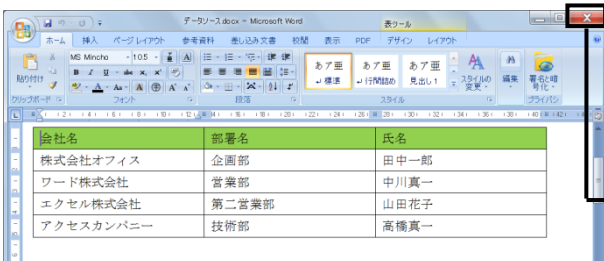 データソース.docx - Microsoft Word
表ツール
ホーム 挿入 ページ レイアウト 参考資料 差し込み文書 校閲 表示 PDF デザイン レイアウト
MS Mincho 10.5
あア亜 あア亜 あア亜
貼り付け
標準 行間詰め 見出し 1
スタイルの変更
編集
署名と暗号化
クリップボード フォント 段落 スタイル プライバシ
会社名 部署名 氏名
株式会社オフィス 企画部 田中一郎
ワード株式会社 営業部 中川真一
エクセル株式会社 第二営業部 山田花子
アクセスカンパニー 技術部 高橋真一